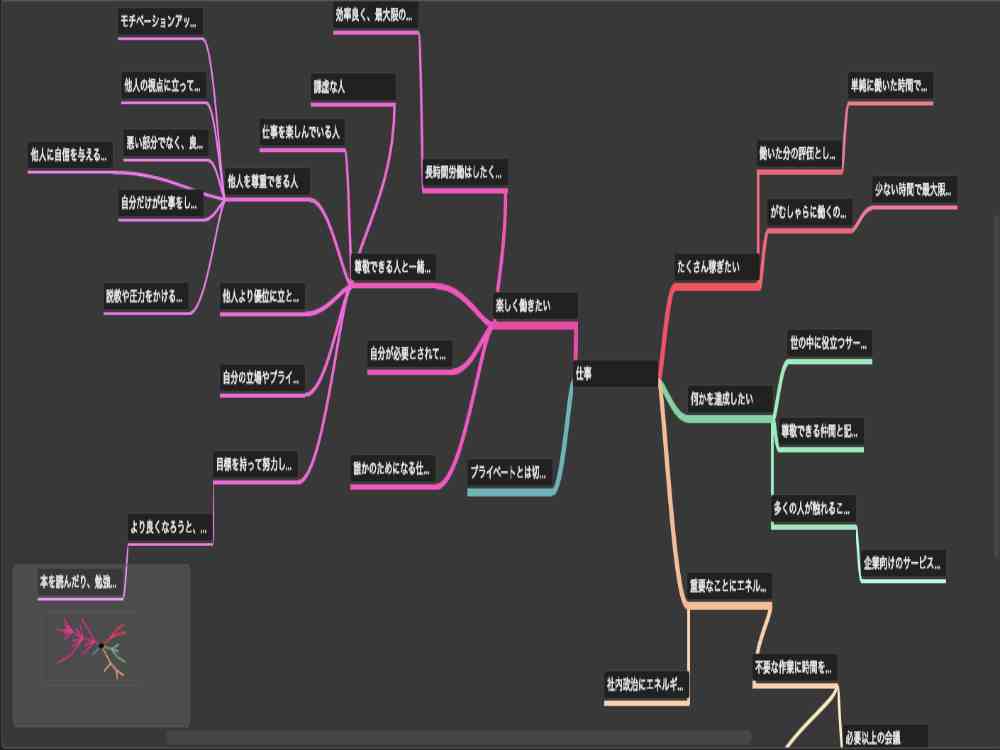 モチベーションアッ...
効率良く、最大限の...
他人の視点に立って...
謙虚な人
悪い部分でなく、良...
仕事を楽しんでいる人
他人に自信を与える...
他人を尊重できる人
長時間労働はしたく...
自分だけが仕事をし...
尊敬できる人と一緒...
説教や圧力をかける...
他人より優位に立と...
楽しく働きたい
自分が必要とされて...
自分の立場やプライ...
仕事
目標を持って努力し...
誰かのためになる仕...
プライベートとは切...
より良くなろうと、...
本を読んだり、勉強...
単純に働いた時間で...
働いた分の評価とし...
少ない時間で最大限...
がむしゃらに働くの...
たくさん稼ぎたい
世の中に役立つサー...
何かを達成したい
尊敬できる仲間と記...
多くの人が触れるこ...
企業向けのサービス...
重要なことにエネル...
社内政治にエネルギ...
不要な作業に時間を...
必要以上の会議